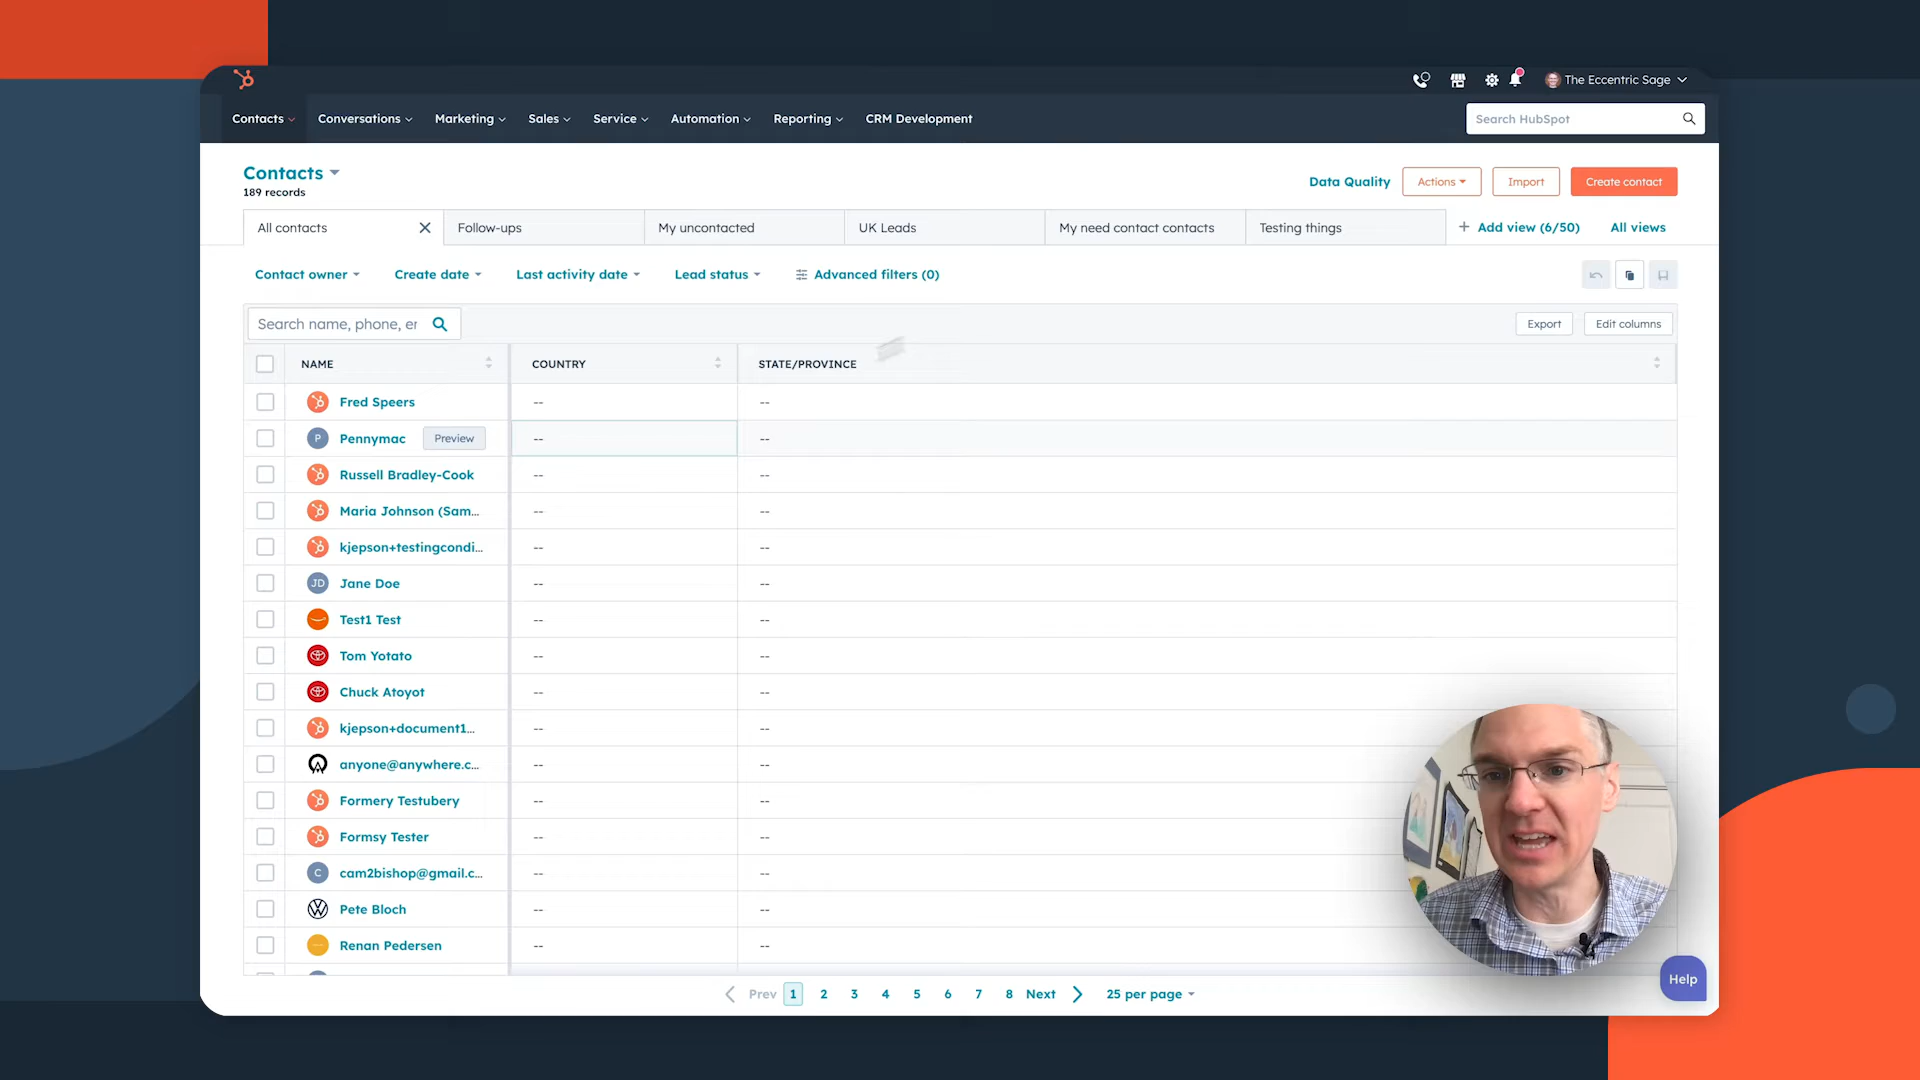 The Eccentric Sage
Contacts Conversations Marketing Sales Service Automation Reporting CRM Development
Search HubSpot
Contacts
189 records
Data Quality Actions Import Create contact
All contacts Follow-ups My uncontacted UK Leads My need contact contacts Testing things + Add view (6/50) All views
Contact owner Create date Last activity date Lead status Advanced filters (0)
Search name, phone, er Export Edit columns
NAME COUNTRY STATE/PROVINCE
Fred Speers -- --
P Pennymac Preview -- --
Russell Bradley-Cook -- --
Maria Johnson (Sam... -- --
kjepson+testingcondi... -- --
JD Jane Doe -- --
Test1 Test -- --
Tom Yotato -- --
Chuck Atoyot -- --
kjepson+document1... -- --
anyone@anywhere.c... -- --
Formery Testubery -- --
Formsy Tester -- --
C cam2bishop@gmail.c... -- --
Pete Bloch -- --
Renan Pedersen -- --
Prev 1 2 3 4 5 6 7 8 Next 25 per page
Help